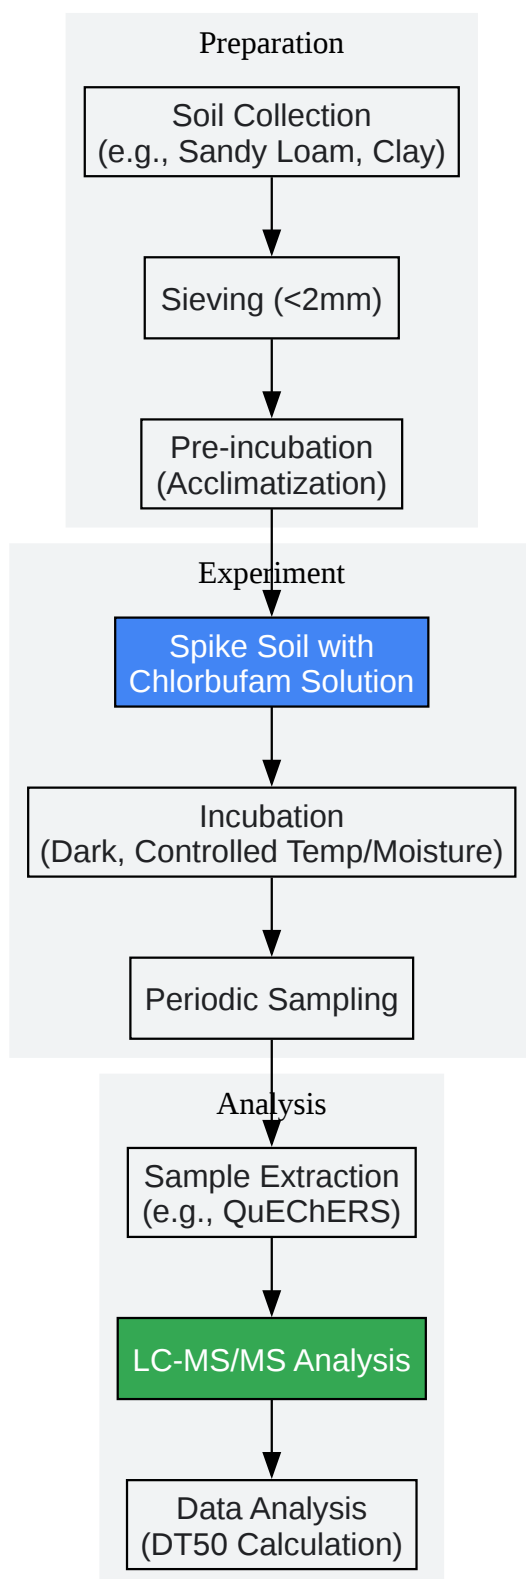 Preparation
Soil Collection
(e.g., Sandy Loam, Clay)
Sieving (<2mm)
Pre-incubation
(Acclimatization)
Experiment
Spike Soil with
Chlorbufam Solution
Incubation
(Dark, Controlled Temp/Moisture)
Periodic Sampling
Analysis
Sample Extraction
(e.g., QuEChERS)
LC-MS/MS Analysis
Data Analysis
(DT50 Calculation)